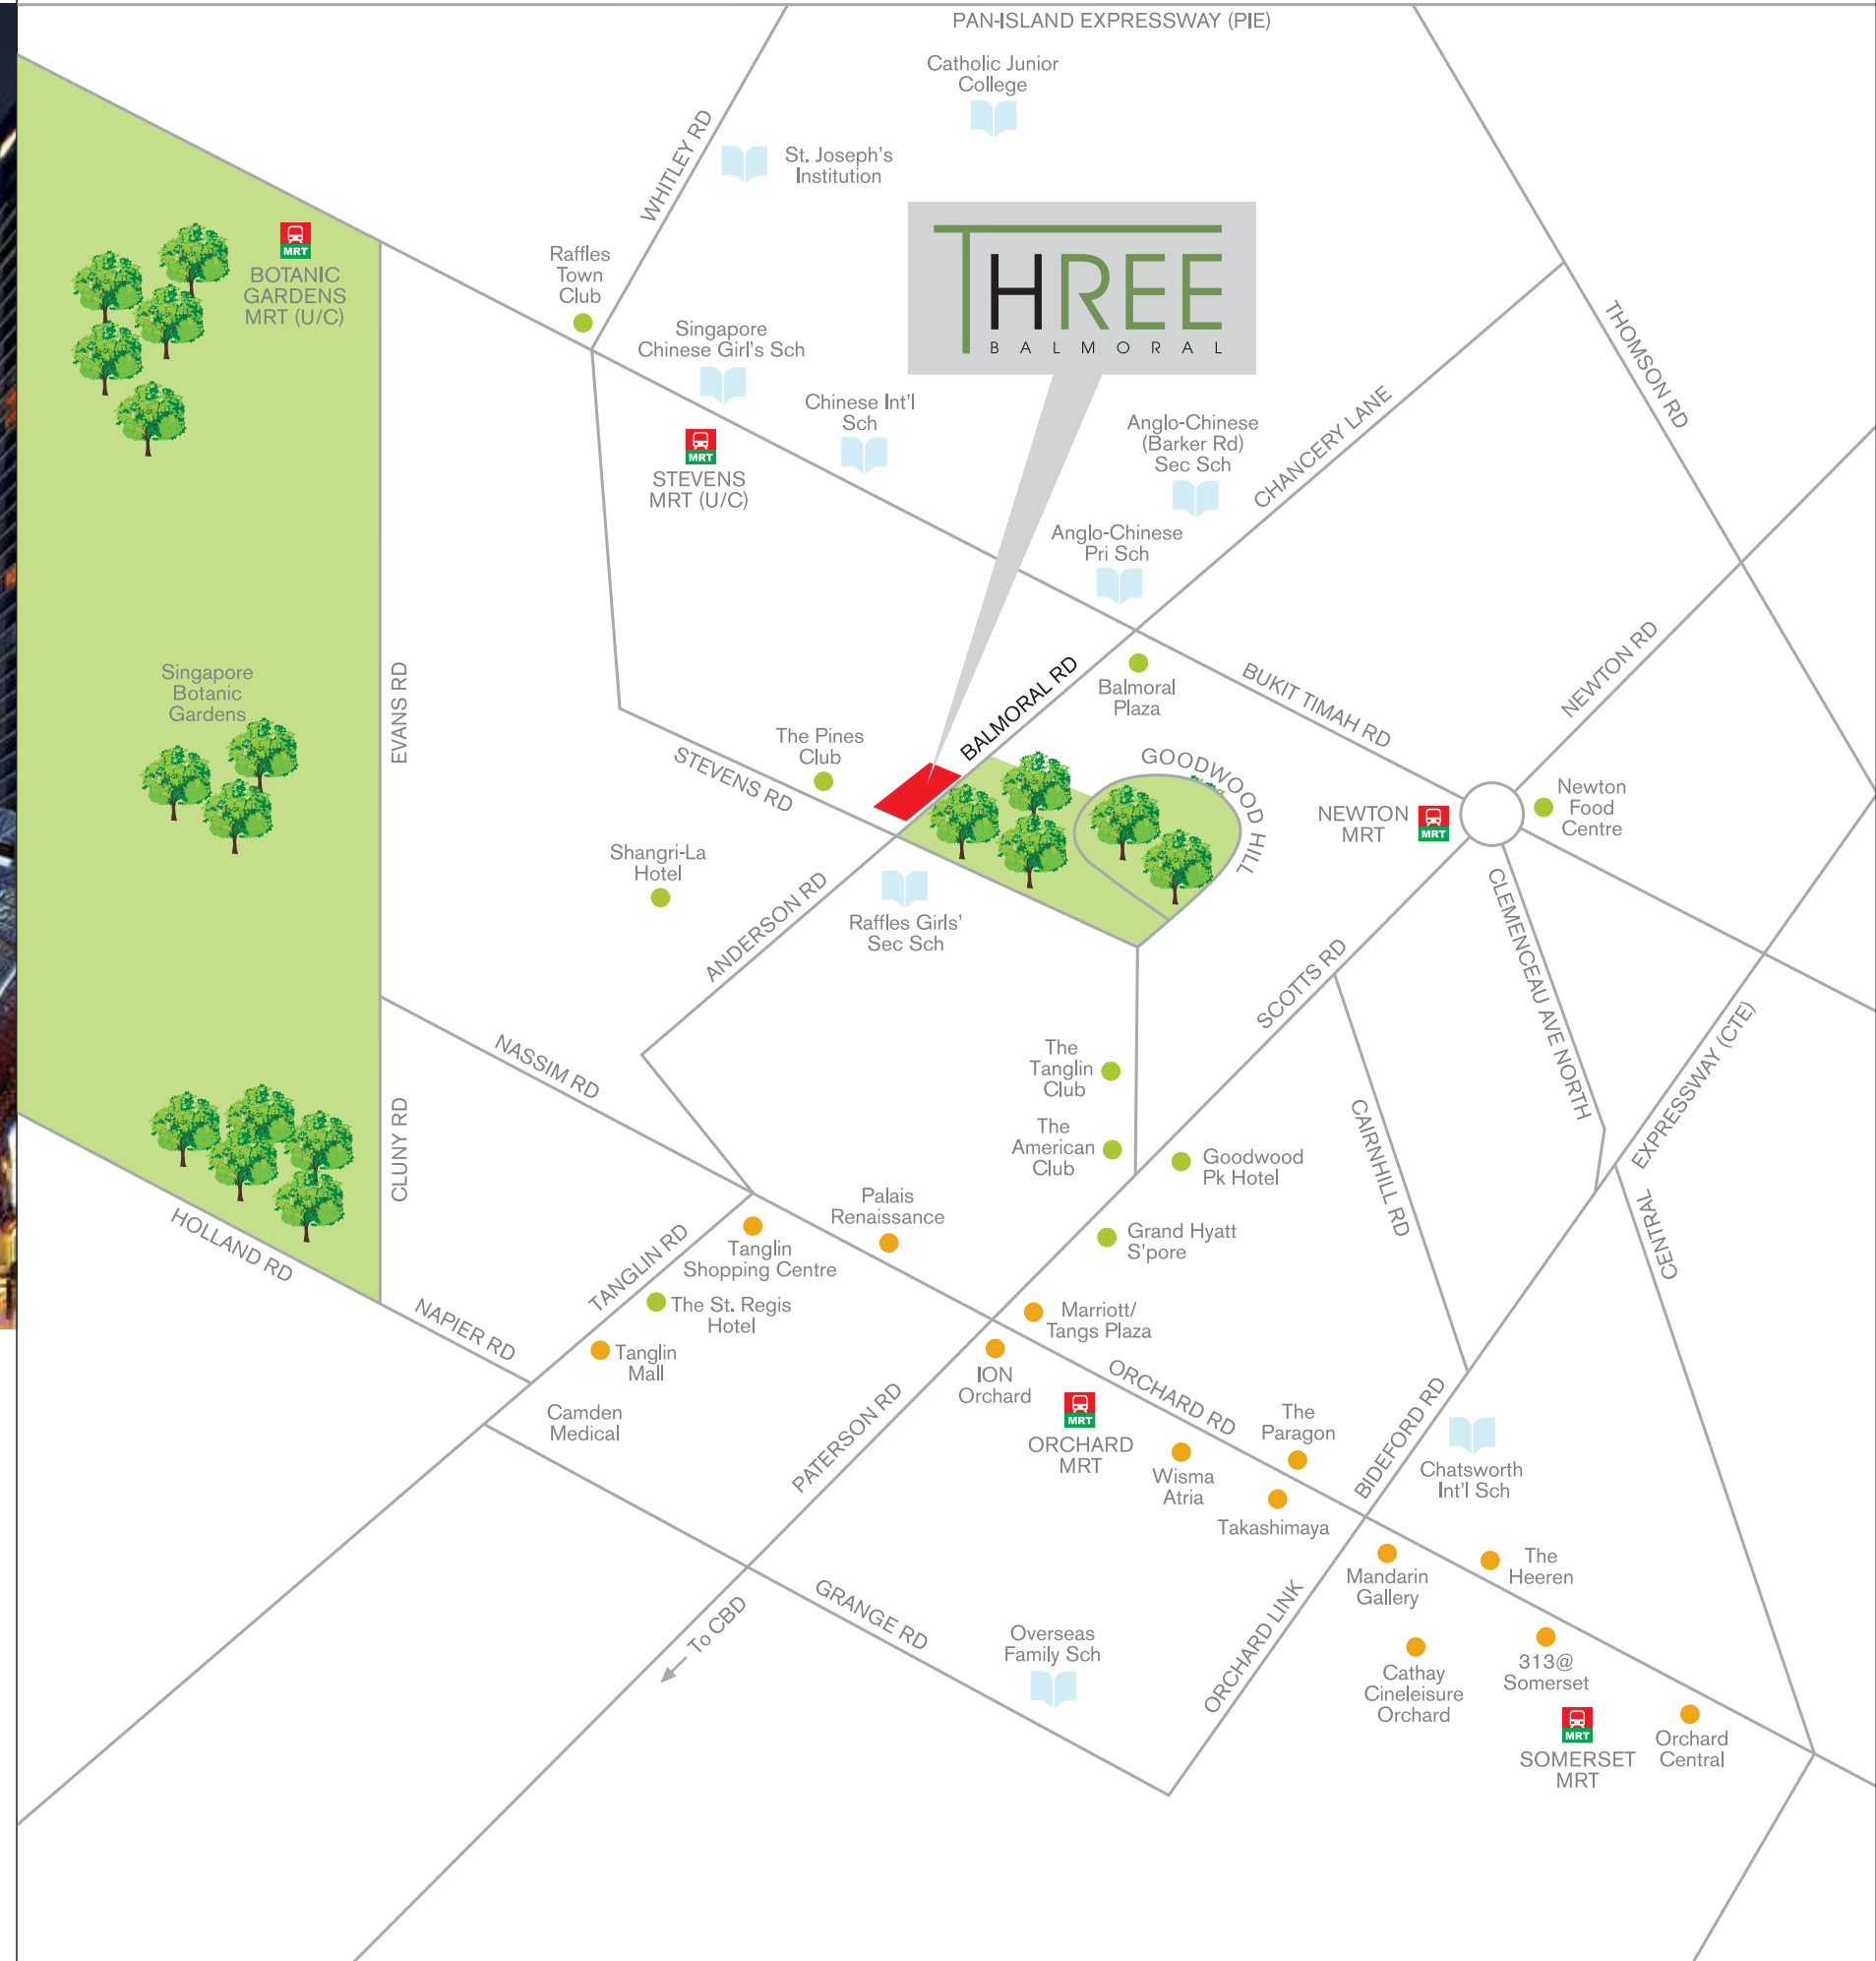 PAN-ISLAND EXPRESSWAY (PIE)
Catholic Junior
College
WHITLEY RD
St. Joseph's
Institution
THREE
BALMORAL
MRT
BOTANIC
GARDENS
MRT (U/C)
Raffles
Town
Club
Singapore
Chinese Girl's Sch
Chinese Int'l
Sch
MRT
STEVENS
MRT (U/C)
Anglo-Chinese
(Barker Rd)
Sec Sch
CHANCERY LANE
THOMSON RD
Anglo-Chinese
Pri Sch
Singapore
Botanic
Gardens
EVANS RD
BALMORAL RD
Balmoral
Plaza
BUKIT TIMAH RD
NEWTON RD
The Pines
Club
STEVENS RD
GOODWOOD HILL
NEWTON
MRT
MRT
Newton
Food
Centre
Shangri-La
Hotel
ANDERSON RD
Raffles Girls'
Sec Sch
SCOTTS RD
CLEMENCEAU AVE NORTH
NASSIM RD
The
Tanglin
Club
The
American
Club
CAIRNHILL RD
EXPRESSWAY (CTE)
CENTRAL
CLUNY RD
HOLLAND RD
Goodwood
Pk Hotel
Palais
Renaissance
Grand Hyatt
S'pore
TANGLIN RD
Tanglin
Shopping Centre
The St. Regis
Hotel
NAPIER RD
Tanglin
Mall
Marriott/
Tangs Plaza
ION
Orchard
ORCHARD RD
Camden
Medical
PATERSON RD
MRT
ORCHARD
MRT
Wisma
Atria
The
Paragon
Takashimaya
BIDEFORD RD
Chatsworth
Int'l Sch
Mandarin
Gallery
The
Heeren
GRANGE RD
To CBD
Overseas
Family Sch
ORCHARD LINK
Cathay
Cineleisure
Orchard
313@
Somerset
MRT
SOMERSET
MRT
Orchard
Central